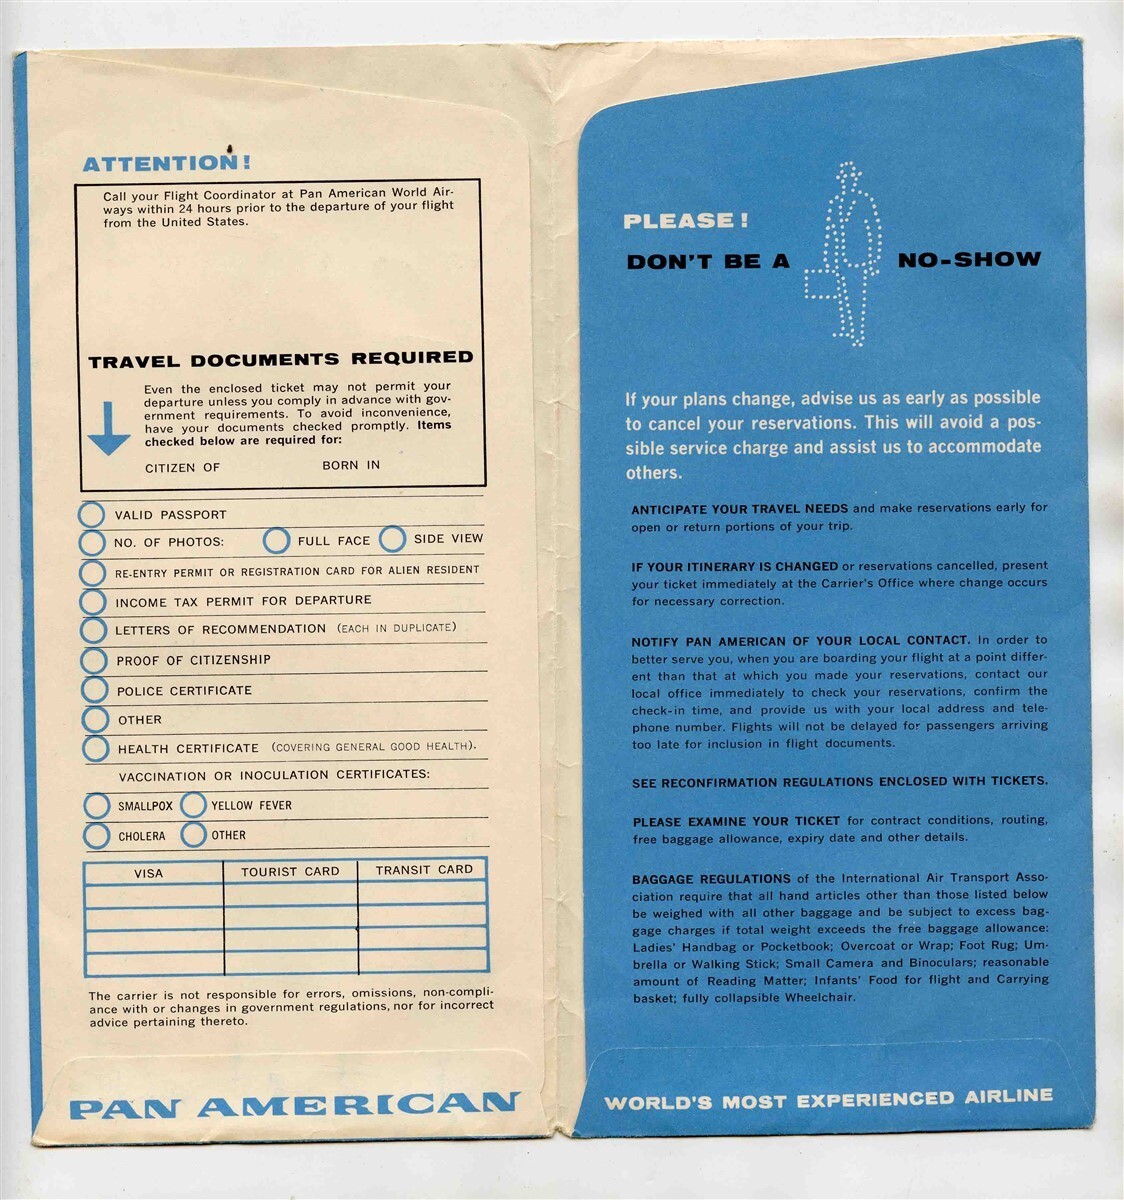 ATTENTION!
Call your Flight Coordinator at Pan American World Air-
ways within 24 hours prior to the departure of your flight
from the United States.
TRAVEL DOCUMENTS REQUIRED
Even the enclosed ticket may not permit your
departure unless you comply in advance with gov-
ernment requirements. To avoid inconvenience,
have your documents checked promptly. Items
checked below are required for:
CITIZEN OF BORN IN
VALID PASSPORT
NO. OF PHOTOS: FULL FACE SIDE VIEW
RE-ENTRY PERMIT OR REGISTRATION CARD FOR ALIEN RESIDENT
INCOME TAX PERMIT FOR DEPARTURE
LETTERS OF RECOMMENDATION (EACH IN DUPLICATE)
PROOF OF CITIZENSHIP
POLICE CERTIFICATE
OTHER
HEALTH CERTIFICATE (COVERING GENERAL GOOD HEALTH).
VACCINATION OR INOCULATION CERTIFICATES:
SMALLPOX YELLOW FEVER
CHOLERA OTHER
VISA TOURIST CARD TRANSIT CARD
The carrier is not responsible for errors, omissions, non-compli-
ance with or changes in government regulations, nor for incorrect
advice pertaining thereto.
PAN AMERICAN
PLEASE!
DON'T BE A NO-SHOW
If your plans change, advise us as early as possible
to cancel your reservations. This will avoid a pos-
sible service charge and assist us to accommodate
others.
ANTICIPATE YOUR TRAVEL NEEDS and make reservations early for
open or return portions of your trip.
IF YOUR ITINERARY IS CHANGED or reservations cancelled, present
your ticket immediately at the Carrier's Office where change occurs
for necessary correction.
NOTIFY PAN AMERICAN OF YOUR LOCAL CONTACT. In order to
better serve you, when you are boarding your flight at a point differ-
ent than that at which you made your reservations, contact our
local office immediately to check your reservations, confirm the
check-in time, and provide us with your local address and tele-
phone number. Flights will not be delayed for passengers arriving
too late for inclusion in flight documents.
SEE RECONFIRMATION REGULATIONS ENCLOSED WITH TICKETS.
PLEASE EXAMINE YOUR TICKET for contract conditions, routing,
free baggage allowance, expiry date and other details.
BAGGAGE REGULATIONS of the International Air Transport Asso-
ciation require that all hand articles other than those listed below
be weighed with all other baggage and be subject to excess bag-
gage charges if total weight exceeds the free baggage allowance:
Ladies' Handbag or Pocketbook; Overcoat or Wrap; Foot Rug; Um-
brella or Walking Stick; Small Camera and Binoculars; reasonable
amount of Reading Matter; Infants' Food for flight and Carrying
basket; fully collapsible Wheelchair.
WORLD'S MOST EXPERIENCED AIRLINE